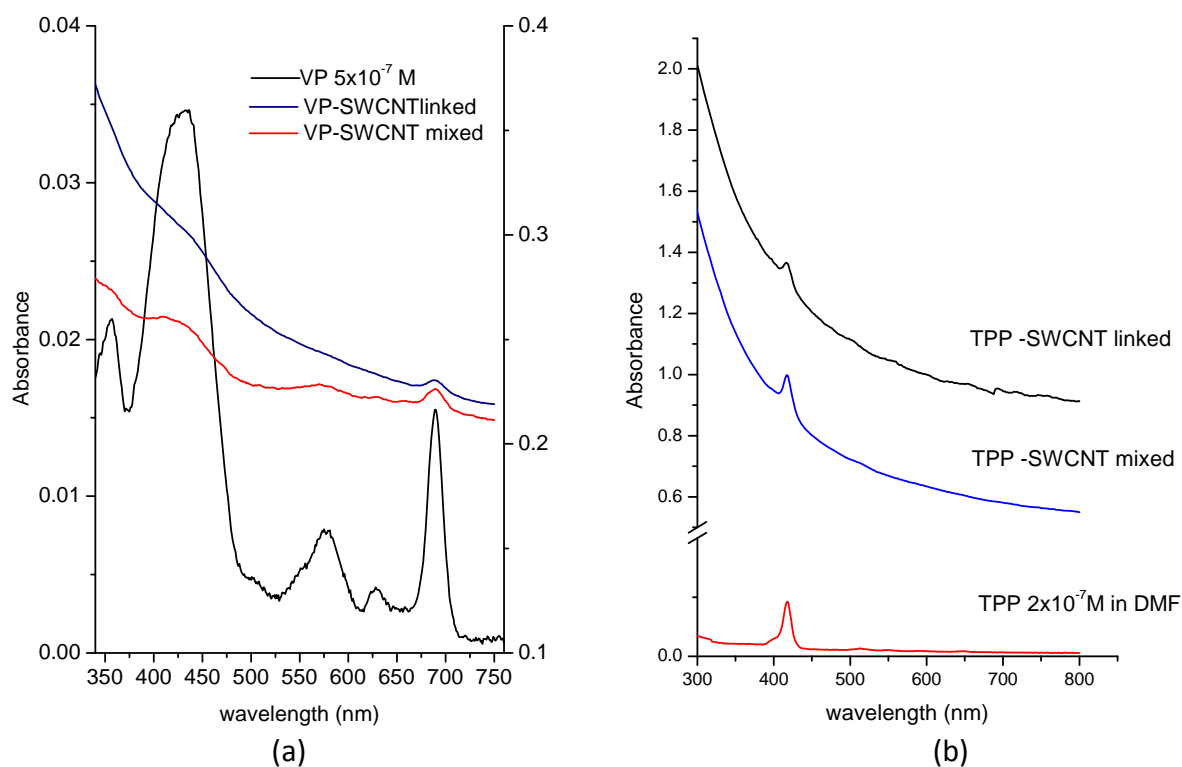 0.04
0.03
0.02
0.01
0.00
Absorbance
0.4
0.3
0.2
0.1
VP 5x10⁻⁷ M
VP-SWCNTlinked
VP-SWCNT mixed
350 400 450 500 550 600 650 700 750
wavelength (nm)
(a)
2.0
1.8
1.6
1.4
1.2
1.0
0.8
0.6
0.0
Absorbance
TPP -SWCNT linked
TPP -SWCNT mixed
TPP 2x10⁻⁷M in DMF
300 400 500 600 700 800
wavelength (nm)
(b)